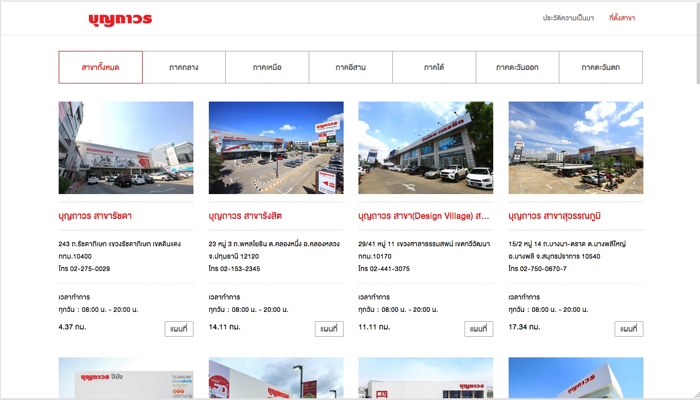 บุญถาวร
ประวัติความเป็นมา
ที่ตั้งสาขา
สาขาทั้งหมด
ภาคกลาง
ภาคเหนือ
ภาคอีสาน
ภาคใต้
ภาคตะวันออก
ภาคตะวันตก
บุญถาวร สาขารัชดา
243 ถ.รัชดาภิเษก แขวงรัชดาภิเษก เขตดินแดง
กทม.10400
โทร 02-275-0029
เวลาทำการ
ทุกวัน : 08:00 น. - 20:00 น.
4.37 กม.
แผนที่
บุญถาวร สาขารังสิต
23 หมู่ 3 ถ.พหลโยธิน ต.คลองหนึ่ง อ.คลองหลวง
จ.ปทุมธานี 12120
โทร 02-153-2345
เวลาทำการ
ทุกวัน : 08:00 น. - 20:00 น.
14.11 กม.
แผนที่
บุญถาวร สาขา(Design Village) ส...
29/41 หมู่ 11 แขวงศาลาธรรมสพน์ เขตทวีวัฒนา
กทม.10170
โทร 02-441-3075
เวลาทำการ
ทุกวัน : 08:00 น. - 20:00 น.
11.11 กม.
แผนที่
บุญถาวร สาขาสุวรรณภูมิ
15/2 หมู่ 14 ถ.บางนา-ตราด ต.บางพลีใหญ่
อ.บางพลี จ.สมุทรปราการ 10540
โทร 02-750-0670-7
เวลาทำการ
ทุกวัน : 08:00 น. - 20:00 น.
17.34 กม.
แผนที่
บุญถาวร
บุญถาวร
บุญถาวร
บุญถาวร